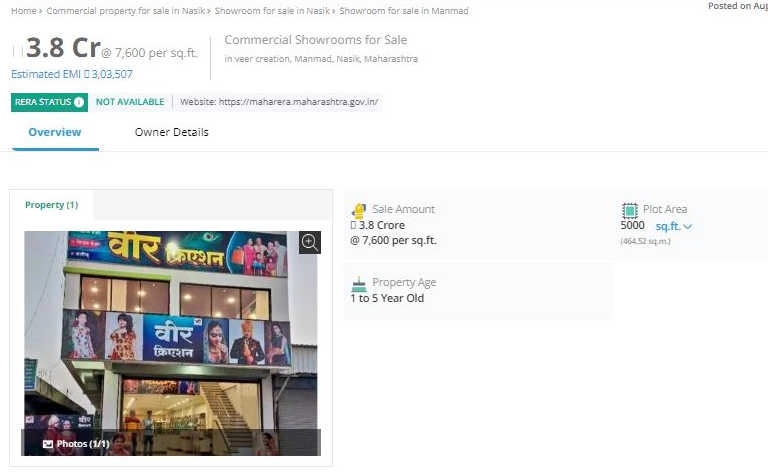 Home > Commercial property for sale in Nasik > Showroom for sale in Nasik > Showroom for sale in Manmad
Posted on Aug
3.8 Cr @ 7,600 per sq.ft.
Estimated EMI 3,03,507
Commercial Showrooms for Sale
in veer creation, Manmad, Nasik, Maharashtra
RERA STATUS i NOT AVAILABLE | Website: https://maharera.maharashtra.gov.in/
Overview
Owner Details
Property (1)
वीर क्रिएशन
वीर
क्रिएशन
Photos (1/1)
Sale Amount
3.8 Crore
@ 7,600 per sq.ft.
Plot Area
5000 sq.ft.
(464.52 sq.m.)
Property Age
1 to 5 Year Old